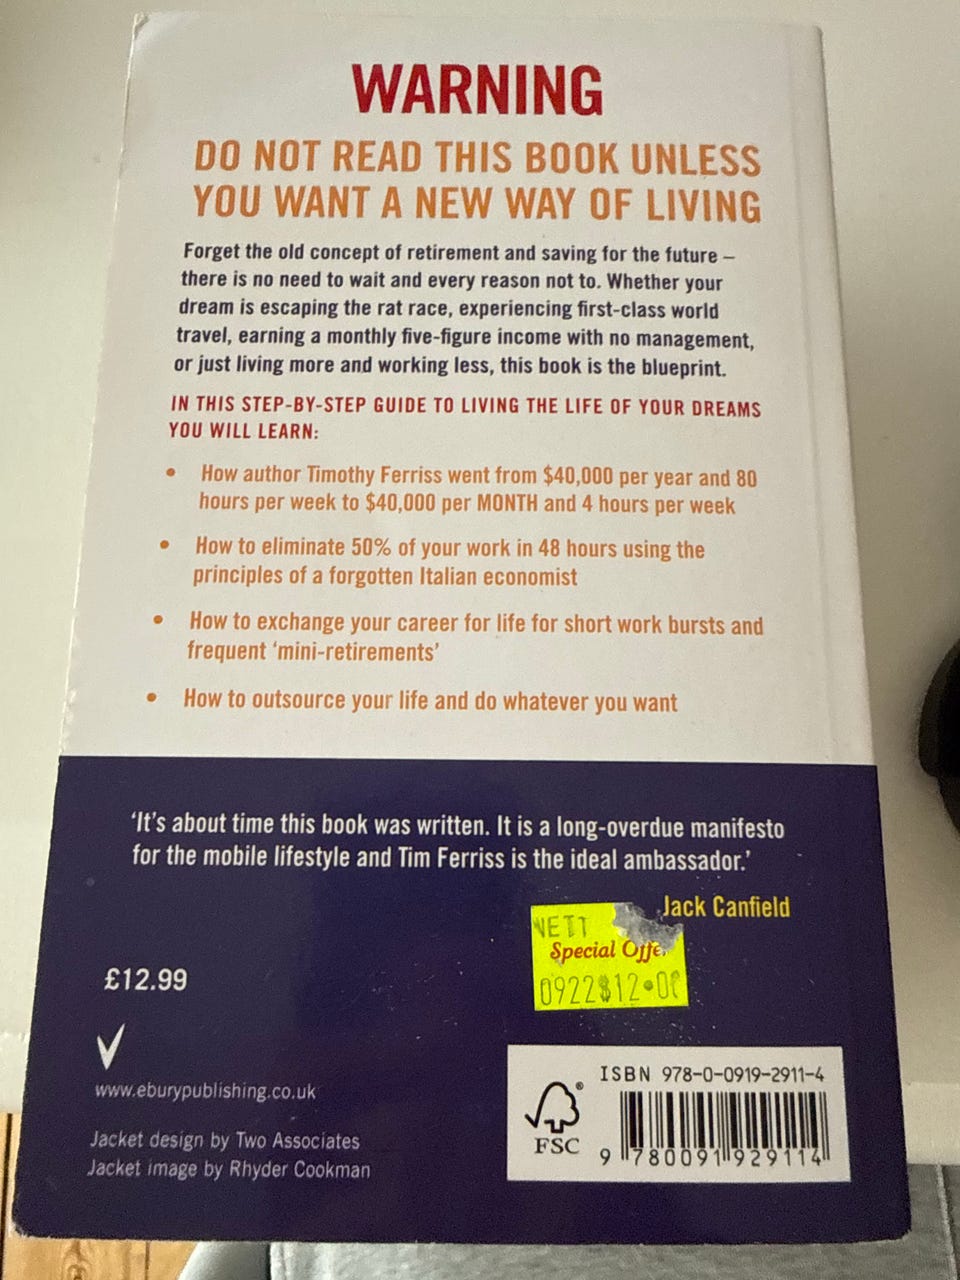 WARNING
DO NOT READ THIS BOOK UNLESS
YOU WANT A NEW WAY OF LIVING
Forget the old concept of retirement and saving for the future –
there is no need to wait and every reason not to. Whether your
dream is escaping the rat race, experiencing first-class world
travel, earning a monthly five-figure income with no management,
or just living more and working less, this book is the blueprint.
IN THIS STEP-BY-STEP GUIDE TO LIVING THE LIFE OF YOUR DREAMS
YOU WILL LEARN:
• How author Timothy Ferriss went from $40,000 per year and 80
hours per week to $40,000 per MONTH and 4 hours per week
• How to eliminate 50% of your work in 48 hours using the
principles of a forgotten Italian economist
• How to exchange your career for life for short work bursts and
frequent ‘mini-retirements’
• How to outsource your life and do whatever you want
‘It’s about time this book was written. It is a long-overdue manifesto
for the mobile lifestyle and Tim Ferriss is the ideal ambassador.’
Jack Canfield
NETT
Special
0922
£12.99
www.eburypublishing.co.uk
Jacket design by Two Associates
Jacket image by Rhyder Cookman
ISBN 978-0-0919-2911-4
FSC
®
9 780091 929114